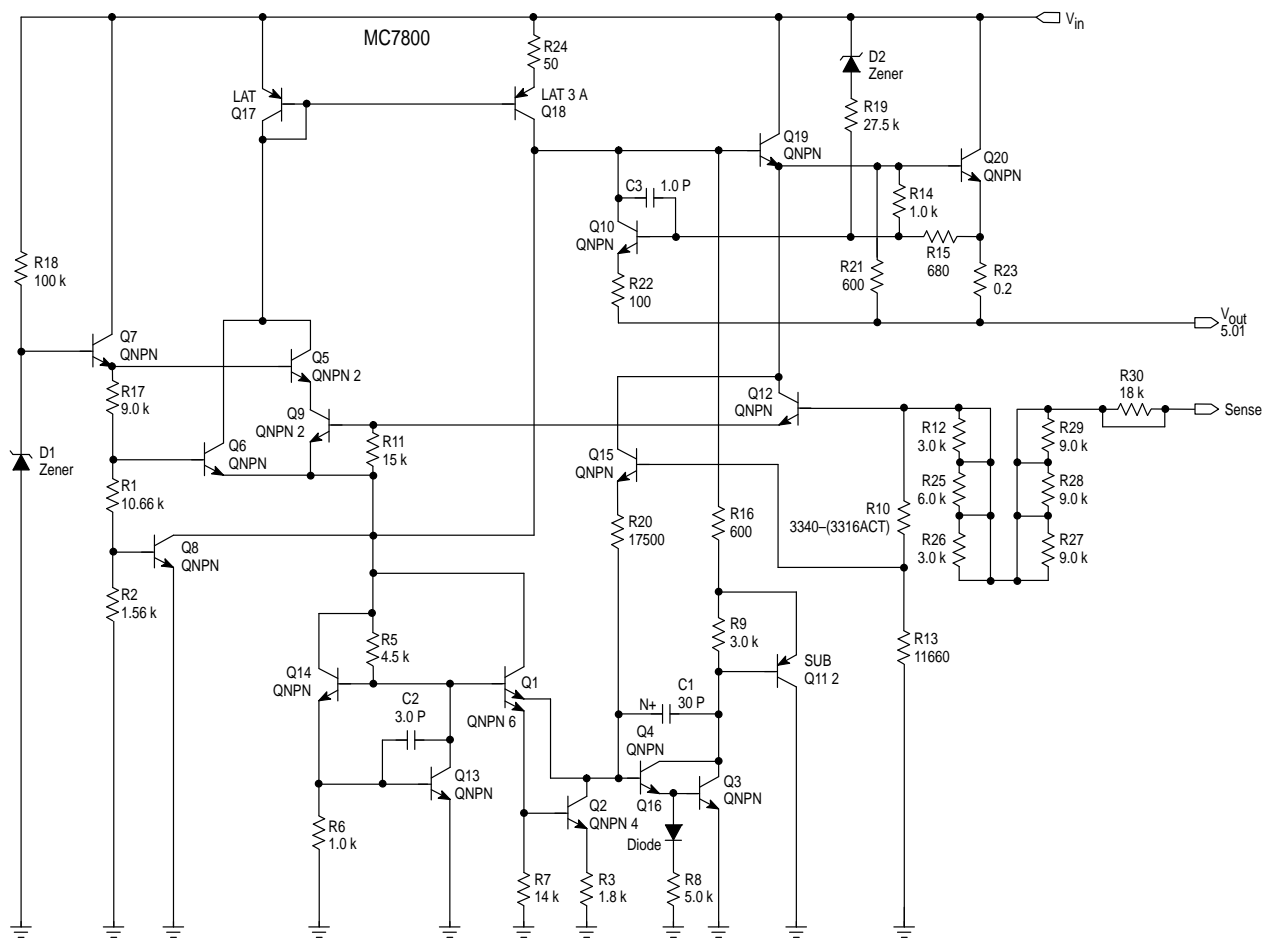 MC7800
Vin
R24
50
D2
Zener
LAT
Q17
LAT 3 A
Q18
R19
27.5 k
Q19
QNPN
Q20
QNPN
C3
1.0 P
R14
1.0 k
Q10
QNPN
R18
100 k
R15
680
R21
600
R23
0.2
R22
100
Vout
5.01
Q7
QNPN
Q5
QNPN 2
R17
9.0 k
R30
18 k
Sense
Q12
QNPN
Q9
QNPN 2
R12
3.0 k
R29
9.0 k
R11
15 k
Q6
QNPN
D1
Zener
Q15
QNPN
R1
10.66 k
R25
6.0 k
R28
9.0 k
R10
3340–(3316ACT)
R20
17500
R16
600
R26
3.0 k
R27
9.0 k
Q8
QNPN
R2
1.56 k
R5
4.5 k
R9
3.0 k
R13
11660
Q14
QNPN
SUB
Q11 2
Q1
QNPN 6
C2
3.0 P
N+
C1
30 P
Q4
QNPN
Q13
QNPN
Q3
QNPN
Q2
QNPN 4
Q16
R6
1.0 k
Diode
R7
14 k
R3
1.8 k
R8
5.0 k